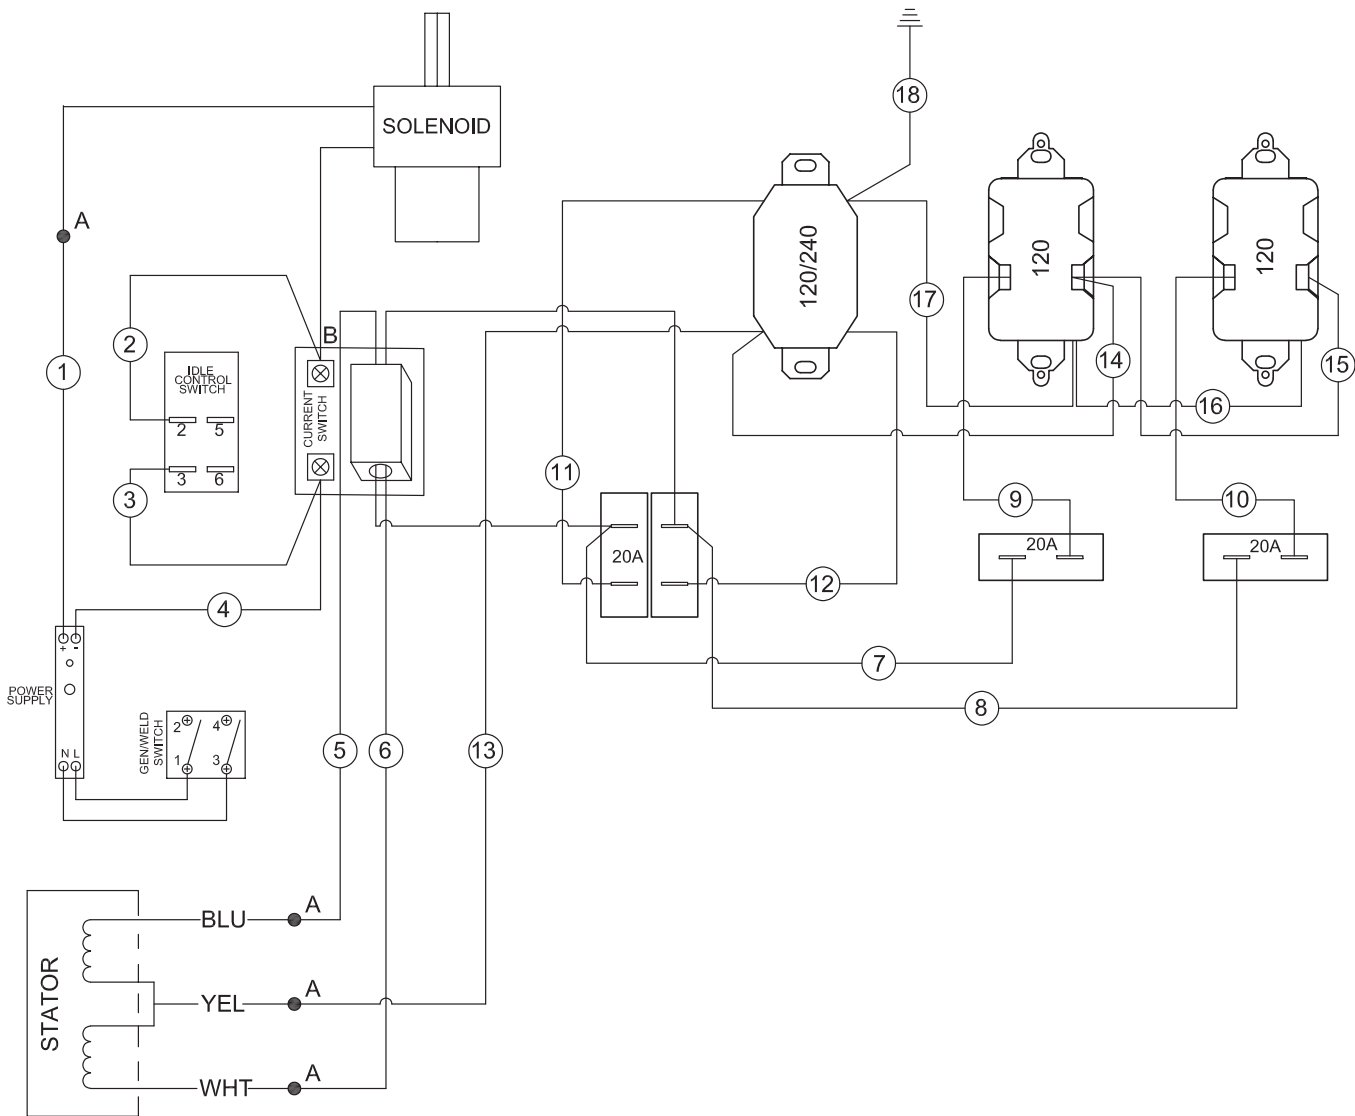 18
SOLENOID
A
120/240
120
120
17
2
B
14
15
1
IDLE
CONTROL
SWITCH
CURRENT
SWITCH
16
2 5
3 6
11
3
9
10
20A
20A
20A
12
4
+ -
7
POWER
SUPPLY
8
GEN/WELD
SWITCH
2 4
N L
1 3
5
6
13
BLU
A
STATOR
YEL
A
WHT
A